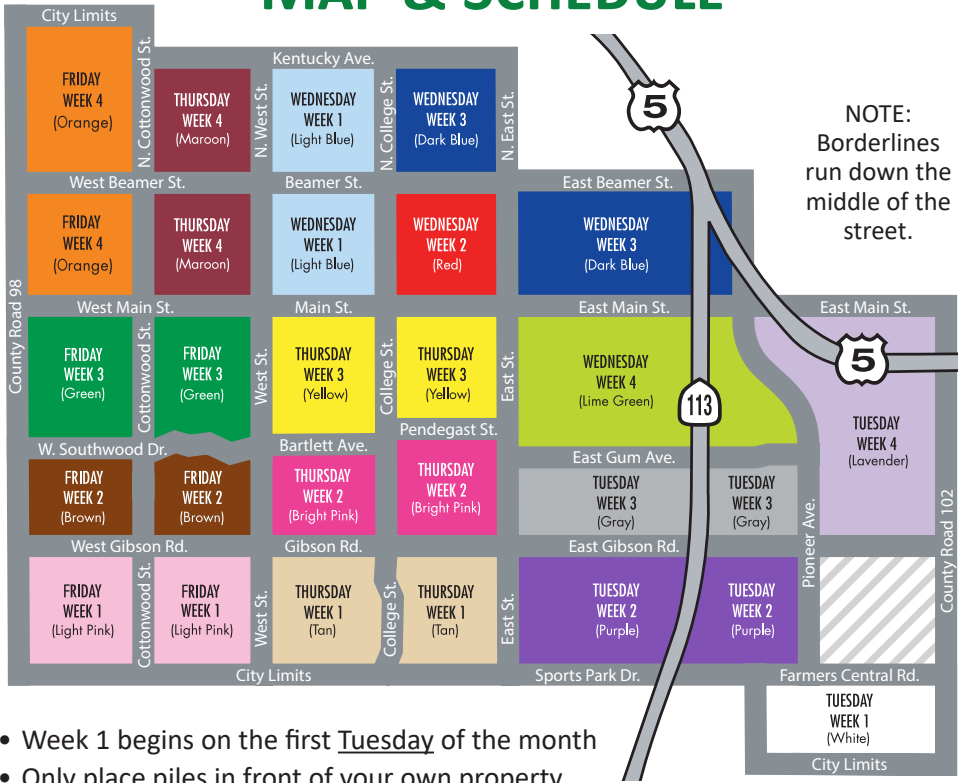 MAP & SCHEDULE
City Limits
Kentucky Ave.
N. Cottonwood St.
N. West St.
N. College St.
N. East St.
FRIDAY
WEEK 4
(Orange)
THURSDAY
WEEK 4
(Maroon)
WEDNESDAY
WEEK 1
(Light Blue)
WEDNESDAY
WEEK 3
(Dark Blue)
5
NOTE:
Borderlines
run down the
middle of the
street.
West Beamer St.
Beamer St.
East Beamer St.
FRIDAY
WEEK 4
(Orange)
THURSDAY
WEEK 4
(Maroon)
WEDNESDAY
WEEK 1
(Light Blue)
WEDNESDAY
WEEK 2
(Red)
WEDNESDAY
WEEK 3
(Dark Blue)
County Road 98
West Main St.
Main St.
East Main St.
East Main St.
FRIDAY
WEEK 3
(Green)
Cottonwood St.
FRIDAY
WEEK 3
(Green)
West St.
THURSDAY
WEEK 3
(Yellow)
College St.
THURSDAY
WEEK 3
(Yellow)
East St.
WEDNESDAY
WEEK 4
(Lime Green)
113
5
TUESDAY
WEEK 4
(Lavender)
W. Southwood Dr.
Bartlett Ave.
Pendegast St.
East Gum Ave.
FRIDAY
WEEK 2
(Brown)
FRIDAY
WEEK 2
(Brown)
THURSDAY
WEEK 2
(Bright Pink)
THURSDAY
WEEK 2
(Bright Pink)
TUESDAY
WEEK 3
(Gray)
TUESDAY
WEEK 3
(Gray)
Pioneer Ave.
County Road 102
West Gibson Rd.
Gibson Rd.
East Gibson Rd.
FRIDAY
WEEK 1
(Light Pink)
Cottonwood St.
FRIDAY
WEEK 1
(Light Pink)
West St.
THURSDAY
WEEK 1
(Tan)
College St.
THURSDAY
WEEK 1
(Tan)
East St.
TUESDAY
WEEK 2
(Purple)
TUESDAY
WEEK 2
(Purple)
City Limits
Sports Park Dr.
Farmers Central Rd.
TUESDAY
WEEK 1
(White)
City Limits
• Week 1 begins on the first Tuesday of the month
• Only place piles in front of your own property